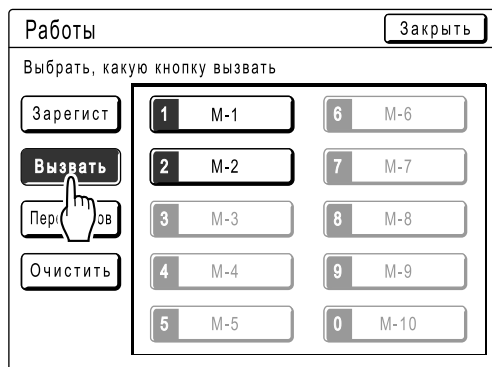 Работы
Закрыть
Выбрать, какую кнопку вызвать
Зарегист
Вызвать
Очистить
1 М-1
2 М-2
3 М-3
4 М-4
5 М-5
6 М-6
7 М-7
8 М-8
9 М-9
0 М-10